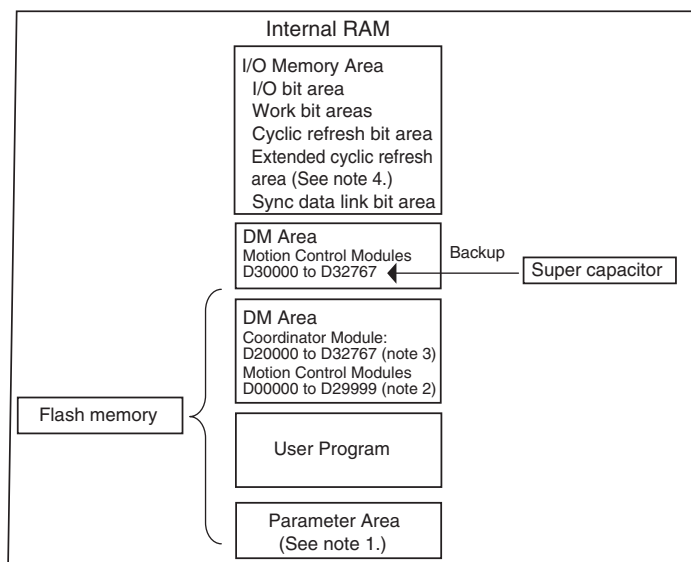 Internal RAM
I/O Memory Area
I/O bit area
Work bit areas
Cyclic refresh bit area
Extended cyclic refresh
area (See note 4.)
Sync data link bit area
DM Area
Motion Control Modules
D30000 to D32767
Backup
Super capacitor
DM Area
Coordinator Module:
D20000 to D32767 (note 3)
Motion Control Modules
D00000 to D29999 (note 2)
Flash memory
User Program
Parameter Area
(See note 1.)